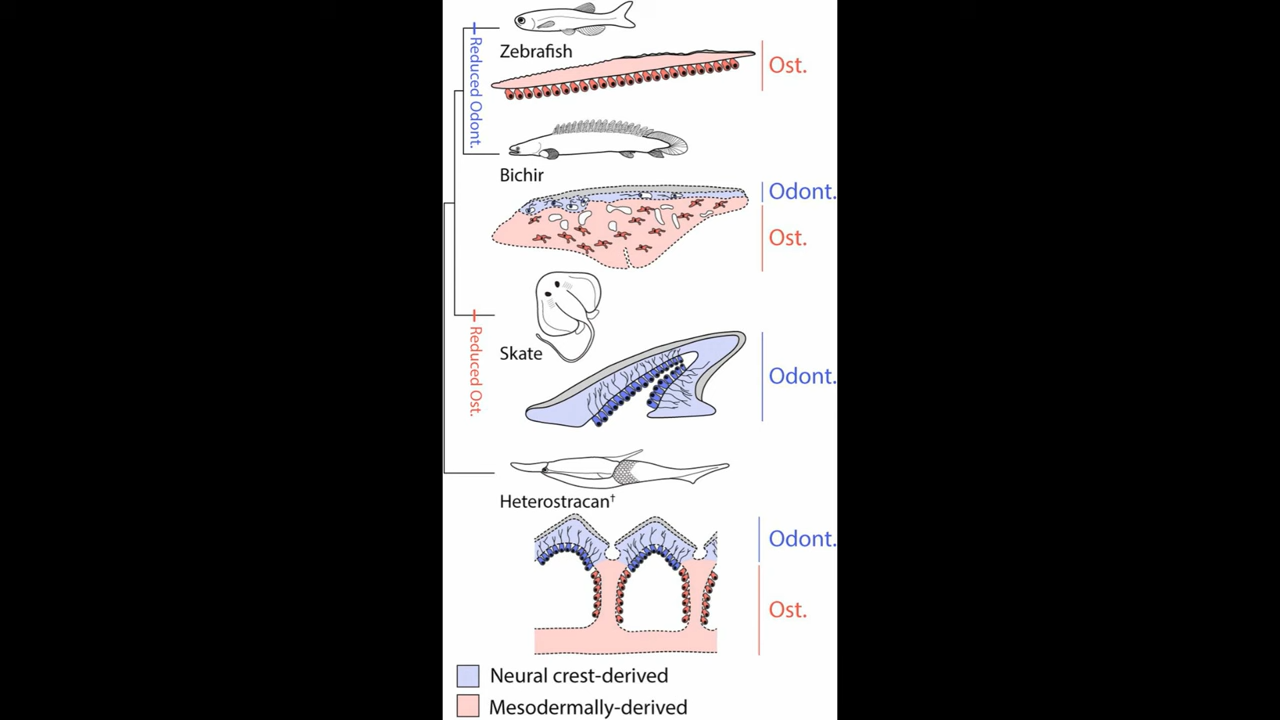 Reduced Odont.
Zebrafish
Ost.
Bichir
Odont.
Ost.
Reduced Ost.
Skate
Odont.
Heterostracan†
Odont.
Ost.
Neural crest-derived
Mesodermally-derived